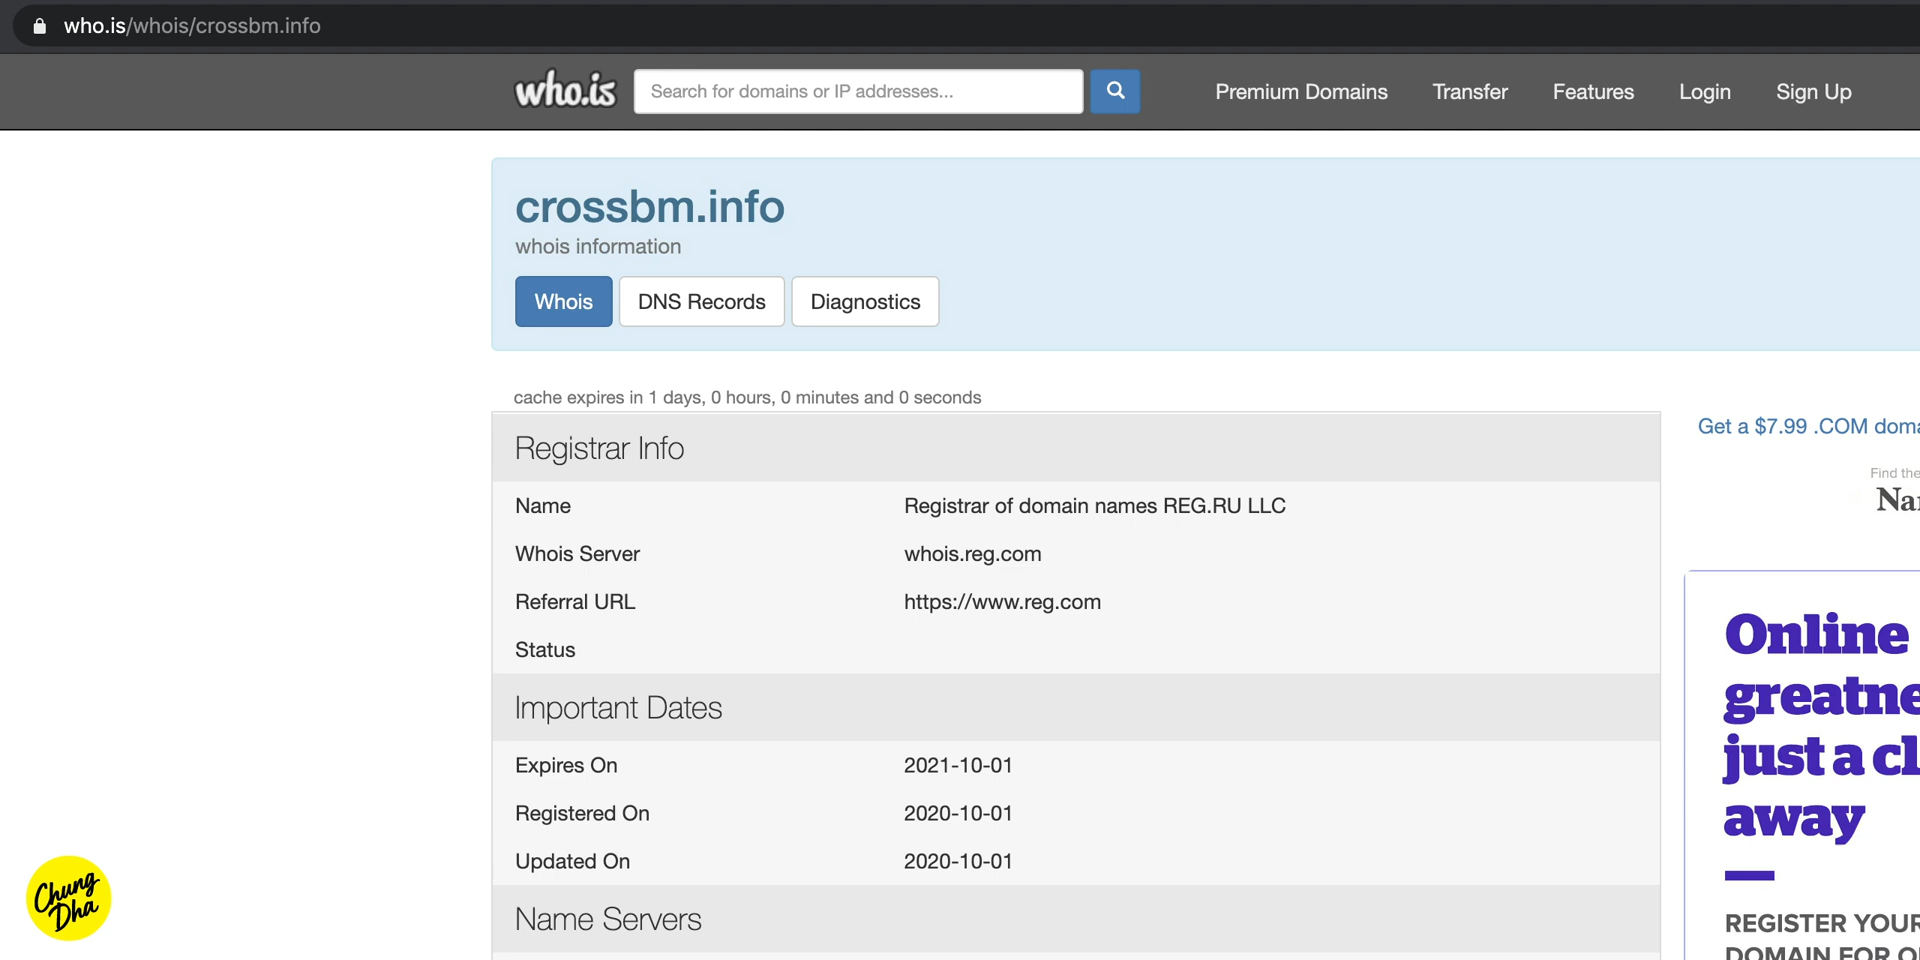 who.is/whois/crossbm.info
who.is
Search for domains or IP addresses...
Premium Domains
Transfer
Features
Login
Sign Up
crossbm.info
whois information
Whois
DNS Records
Diagnostics
cache expires in 1 days, 0 hours, 0 minutes and 0 seconds
Registrar Info
Name Registrar of domain names REG.RU LLC
Whois Server whois.reg.com
Referral URL https://www.reg.com
Status
Important Dates
Expires On 2021-10-01
Registered On 2020-10-01
Updated On 2020-10-01
Name Servers
Get a $7.99 .COM
Find the
Online
just a
away
REGISTER YOUR
DOMAIN FOR
Chung
Dha